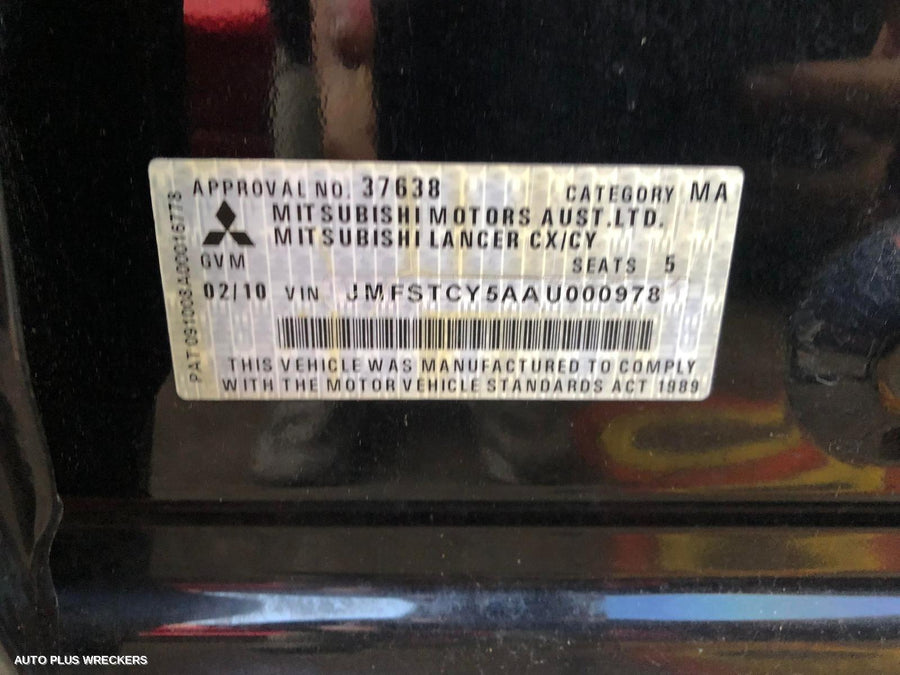 APPROVAL NO. 37638 CATEGORY MA
MITSUBISHI MOTORS AUST.LTD.
MITSUBISHI LANCER CX/CY
GVM SEATS 5
02/10 VIN JMFSTCY5AAU000978
THIS VEHICLE WAS MANUFACTURED TO COMPLY
WITH THE MOTOR VEHICLE STANDARDS ACT 1989
PAT091008A00016778
AUTO PLUS WRECKERS